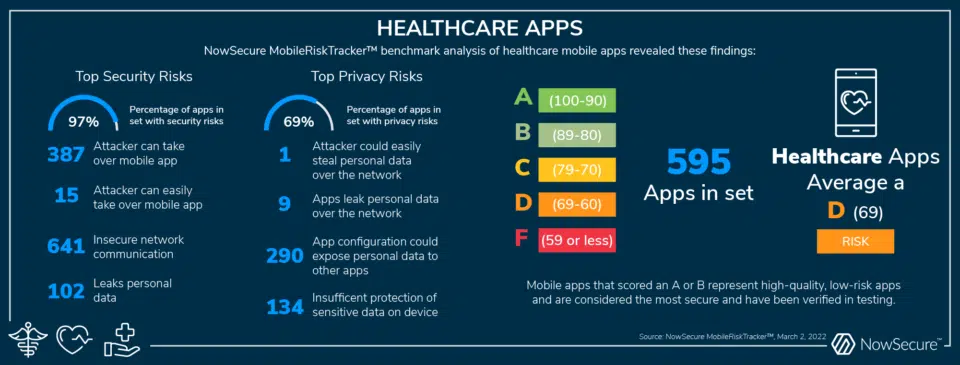 HEALTHCARE APPS
NowSecure MobileRiskTracker™ benchmark analysis of healthcare mobile apps revealed these findings:
Top Security Risks
97%
Percentage of apps in
set with security risks
387
Attacker can take
over mobile app
15
Attacker can easily
take over mobile app
641
Insecure network
communication
102
Leaks personal
data
Top Privacy Risks
69%
Percentage of apps in
set with privacy risks
1
Attacker could easily
steal personal data
over the network
9
Apps leak personal data
over the network
290
App configuration could
expose personal data to
other apps
134
Insufficient protection of
sensitive data on device
A (100-90)
B (89-80)
C (79-70)
D (69-60)
F (59 or less)
595
Apps in set
Healthcare Apps
Average a
D (69)
RISK
Mobile apps that scored an A or B represent high-quality, low-risk apps
and are considered the most secure and have been verified in testing.
Source: NowSecure MobileRiskTracker™, March 2, 2022
NowSecure™